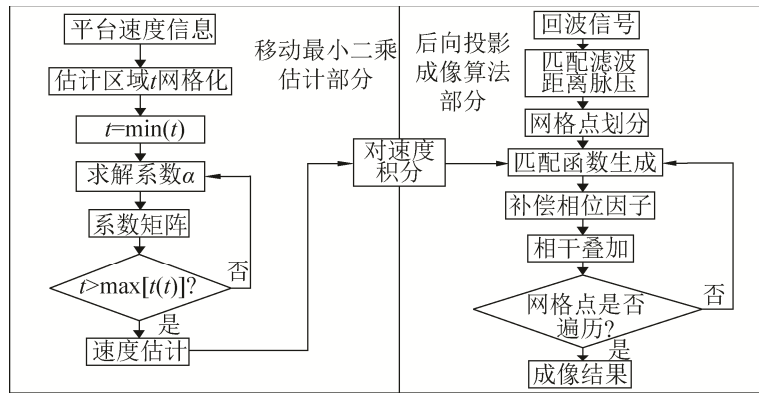 平台速度信息
估计区域t网格化
t=min(t)
求解系数α
系数矩阵
t>max[t(t)]?
否
是
速度估计
移动最小二乘
估计部分
对速度
积分
后向投影
成像算法
部分
回波信号
匹配滤波
距离脉压
网格点划分
匹配函数生成
补偿相位因子
相干叠加
网格点是否
遍历?
否
是
成像结果